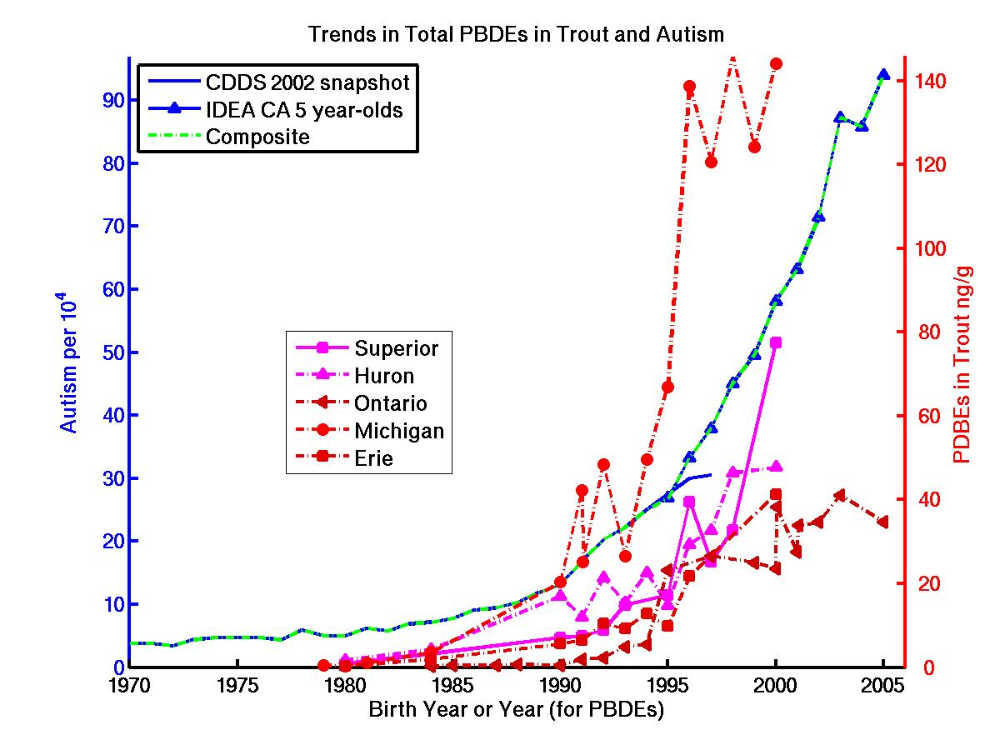 Trends in Total PBDEs in Trout and Autism
CDDS 2002 snapshot
IDEA CA 5 year-olds
Composite
90
80
70
60
50
40
30
20
10
0
Autism per 10⁴
Superior
Huron
Ontario
Michigan
Erie
140
120
100
80
60
40
20
0
PDBEs in Trout ng/g
1970 1975 1980 1985 1990 1995 2000 2005
Birth Year or Year (for PBDEs)